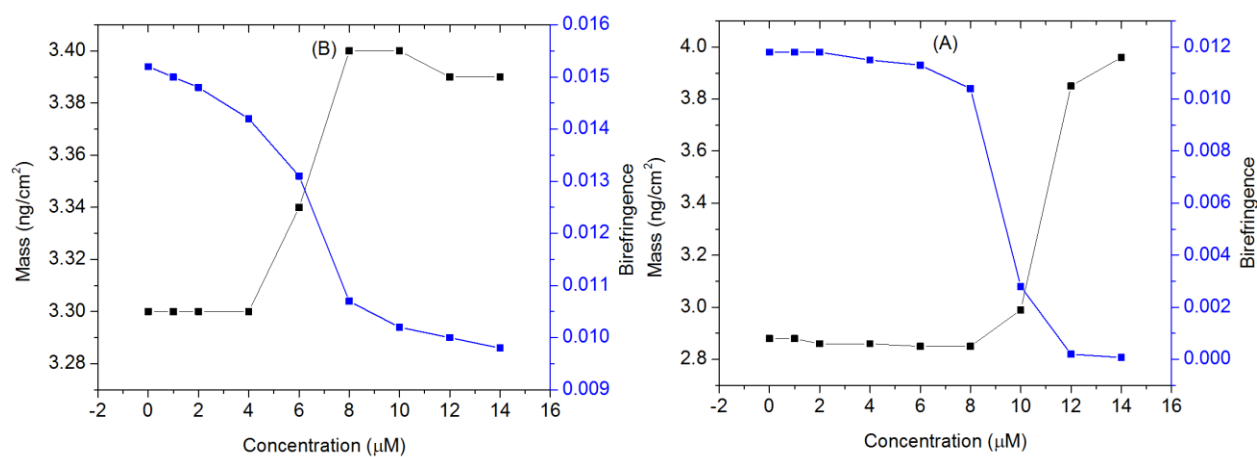 (B)
3.40
3.38
3.36
3.34
3.32
3.30
3.28
Mass (ng/cm²)
0.016
0.015
0.014
0.013
0.012
0.011
0.010
0.009
Birefringence
-2 0 2 4 6 8 10 12 14 16
Concentration (μM)
(A)
4.0
3.8
3.6
3.4
3.2
3.0
2.8
Mass (ng/cm²)
0.012
0.010
0.008
0.006
0.004
0.002
0.000
Birefringence
-2 0 2 4 6 8 10 12 14 16
Concentration (μM)